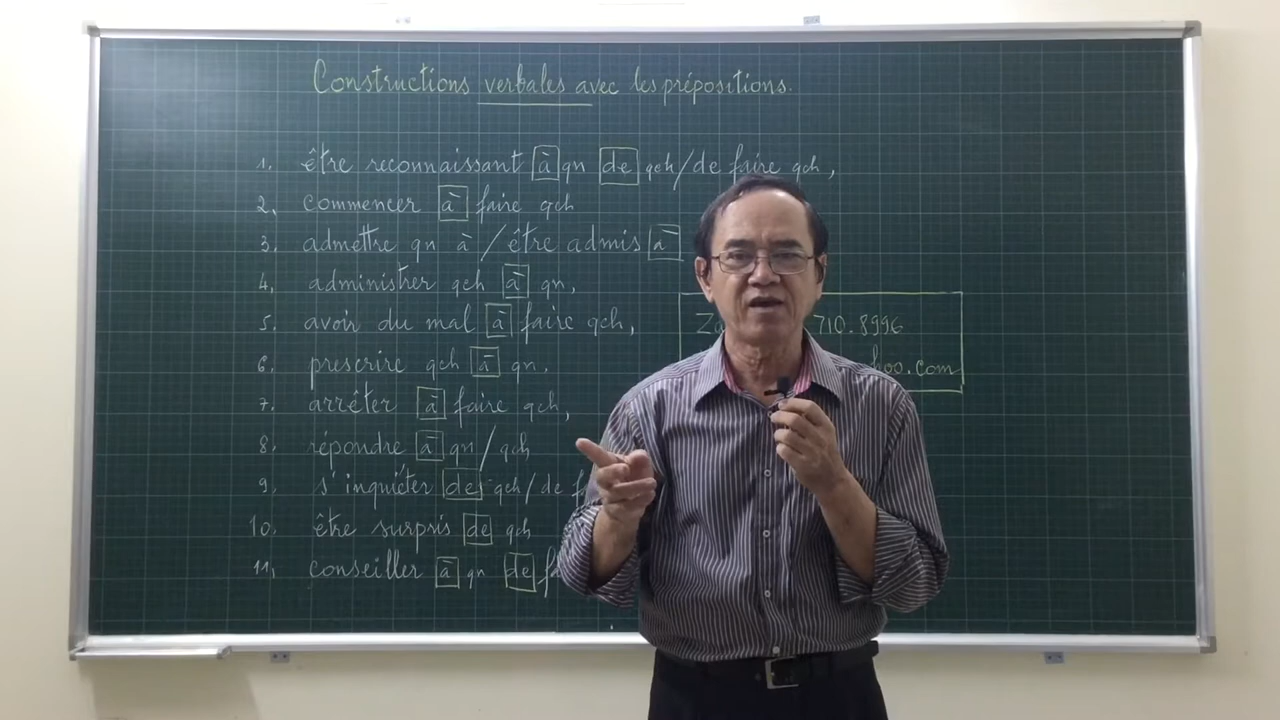 Constructions verbales avec les prépositions.
1. être reconnaissant à qn de qch/de faire qch,
2. commencer à faire qch
3. admettre qn à / être admis à
4. administrer qch à qn,
5. avoir du mal à faire qch,
6. prescrire qch à qn.
7. arrêter à faire qch,
8. répondre à qn/qch
9. s'inquiéter de qch/de f
10. être surpris de qch
11. conseiller à qn de fa
710.8996
hoo.com